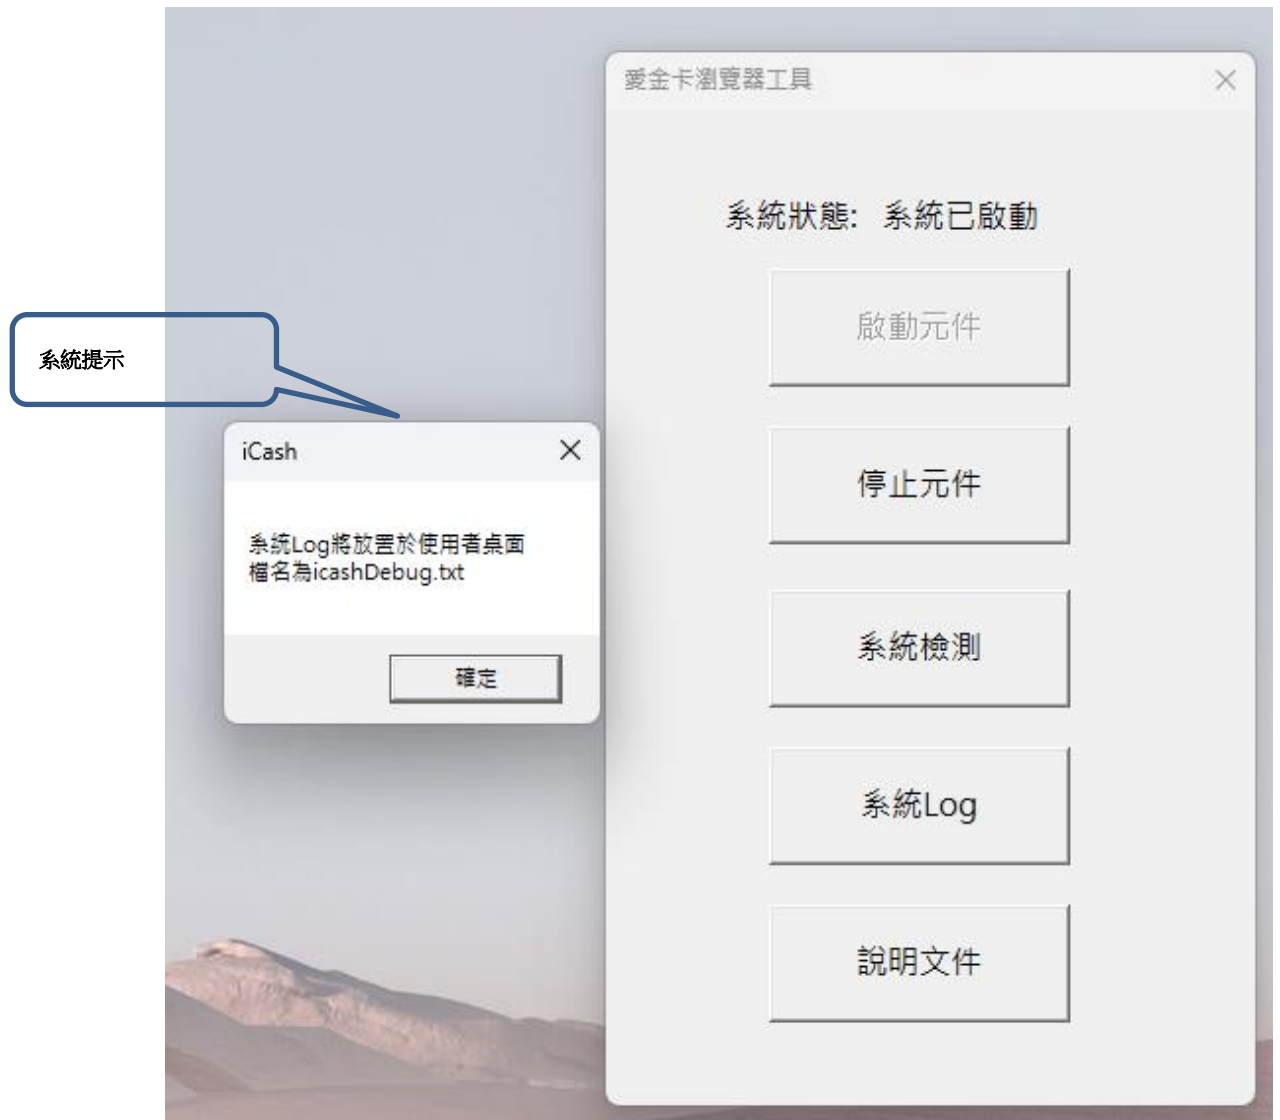 愛金卡瀏覽器工具
系統狀態: 系統已啟動
啟動元件
系統提示
iCash
系統Log將放置於使用者桌面
檔名為icashDebug.txt
確定
停止元件
系統檢測
系統Log
說明文件